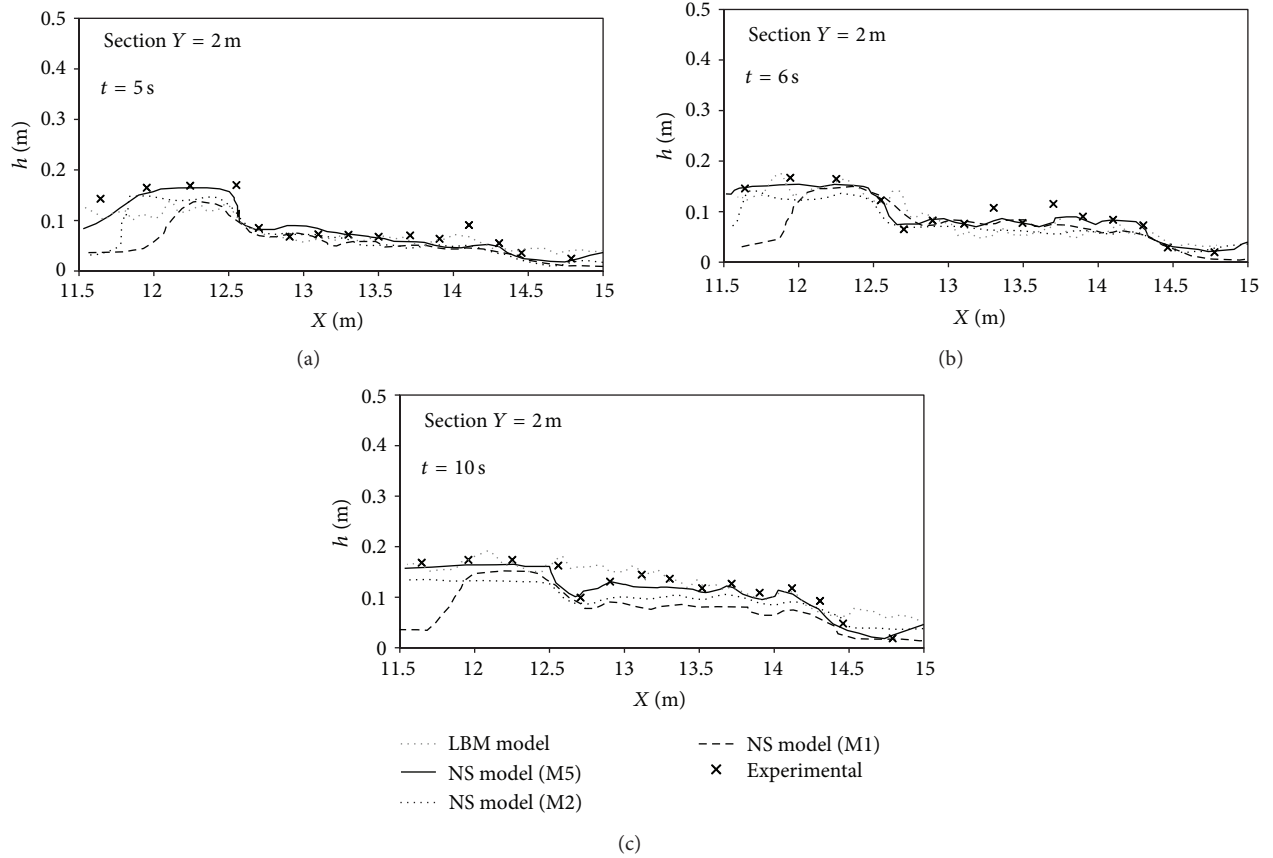 Section Y = 2 m
t = 5 s
h (m)
0.5
0.4
0.3
0.2
0.1
0
11.5 12 12.5 13 13.5 14 14.5 15
X (m)
(a)
Section Y = 2 m
t = 6 s
h (m)
0.5
0.4
0.3
0.2
0.1
0
11.5 12 12.5 13 13.5 14 14.5 15
X (m)
(b)
Section Y = 2 m
t = 10 s
h (m)
0.5
0.4
0.3
0.2
0.1
0
11.5 12 12.5 13 13.5 14 14.5 15
X (m)
LBM model
NS model (M5)
NS model (M2)
NS model (M1)
Experimental
(c)